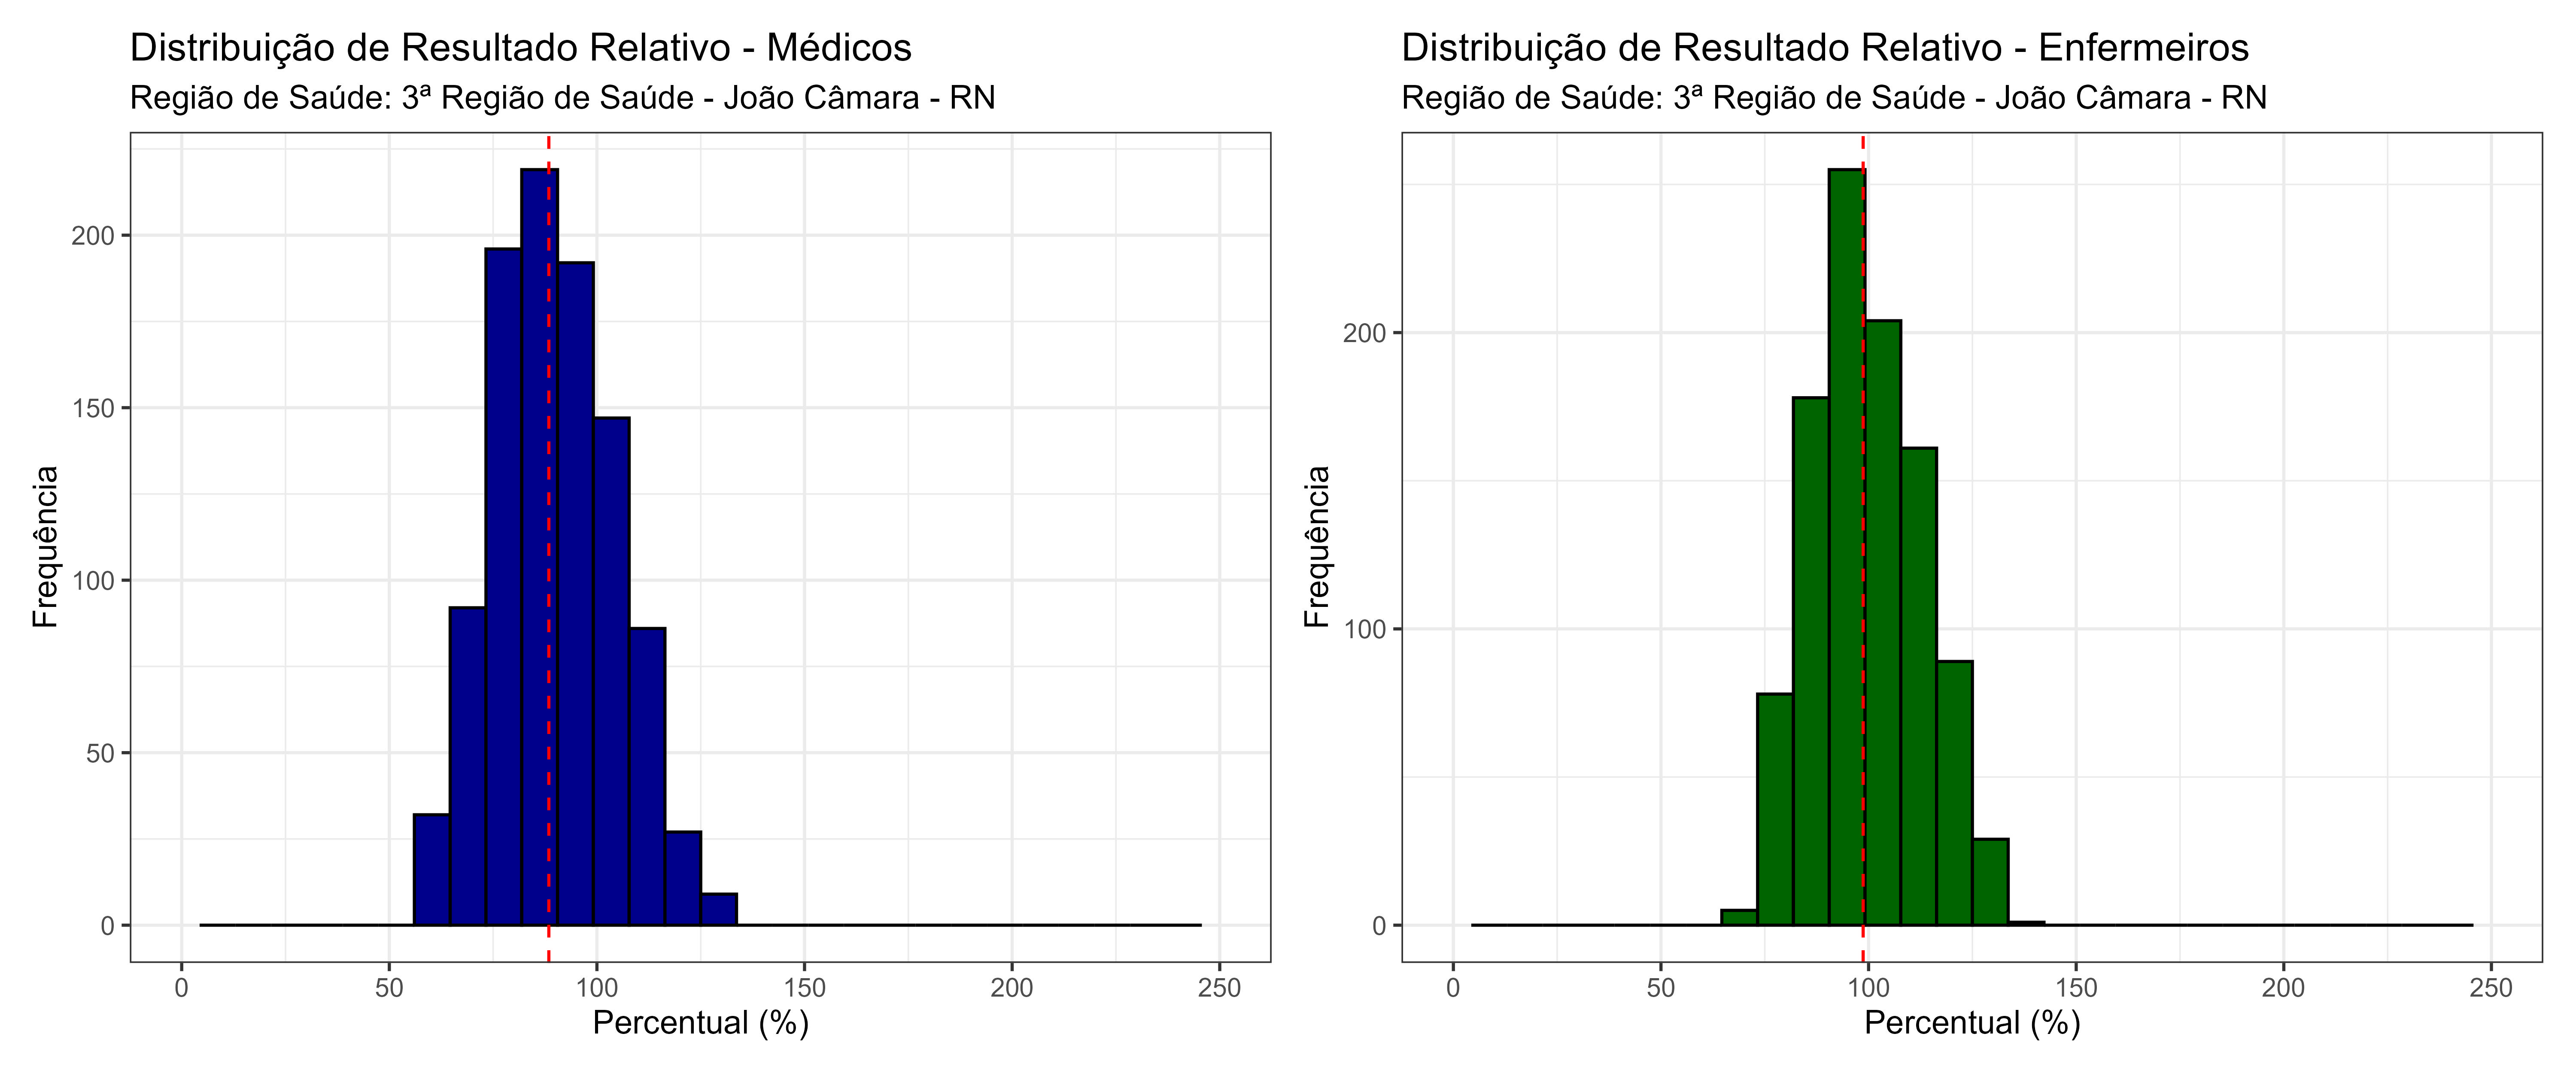 Distribuição de Resultado Relativo - Médicos
Região de Saúde: 3ª Região de Saúde - João Câmara - RN
Frequência
200
150
100
50
0
0 50 100 150 200 250
Percentual (%)
Distribuição de Resultado Relativo - Enfermeiros
Região de Saúde: 3ª Região de Saúde - João Câmara - RN
Frequência
200
100
0
0 50 100 150 200 250
Percentual (%)